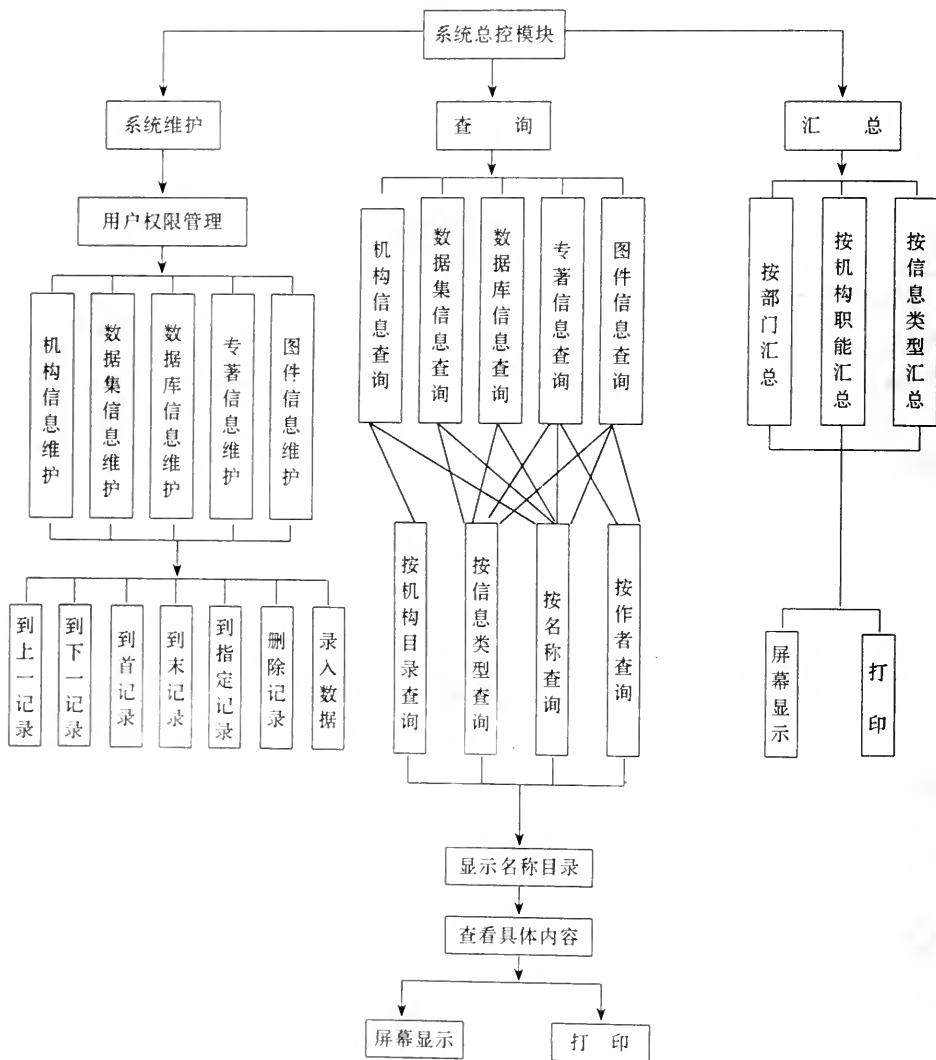 系统总控模块
系统维护
查 询
汇 总
用户权限管理
机构信息维护
数据集信息维护
数据库信息维护
专著信息维护
图件信息维护
机构信息查询
数据集信息查询
数据库信息查询
专著信息查询
图件信息查询
按部门汇总
按机构职能汇总
按信息类型汇总
到上一记录
到下一记录
到首记录
到末记录
到指定记录
删除记录
录入数据
按机构目录查询
按信息类型查询
按名称查询
按作者查询
屏幕显示
打印
显示名称目录
查看具体内容
屏幕显示
打 印